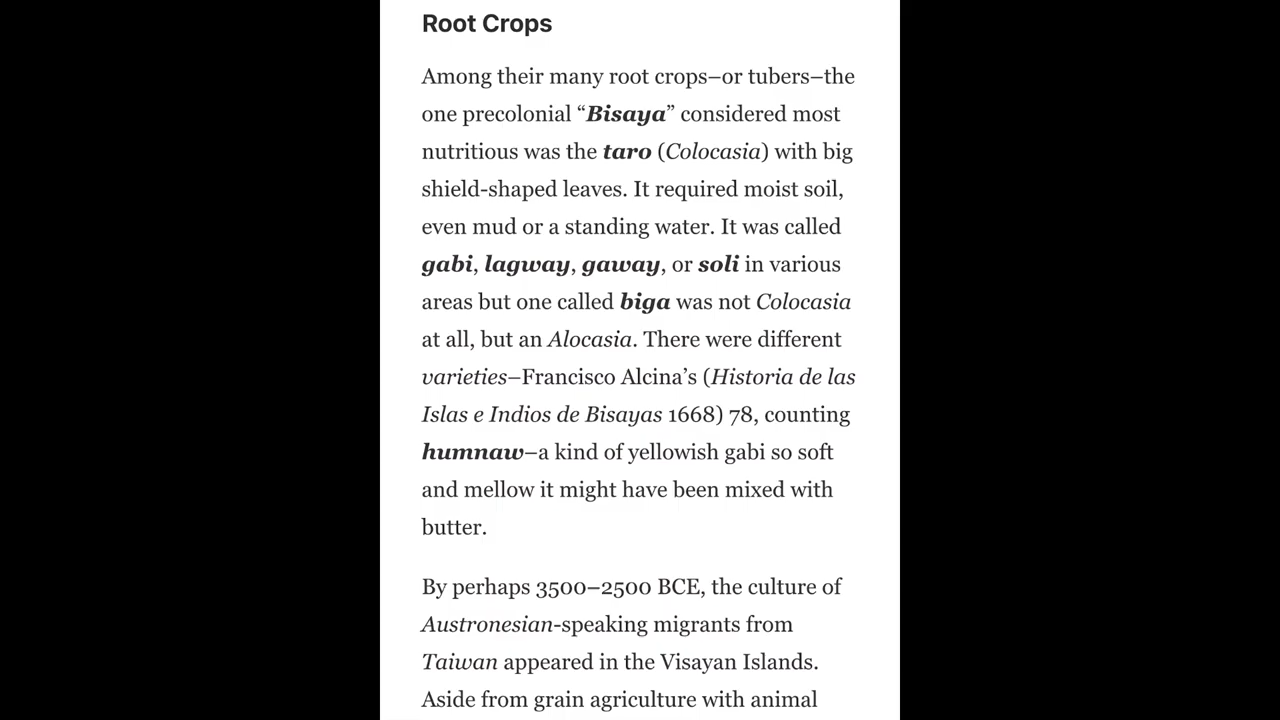 Root Crops
Among their many root crops–or tubers–the
one precolonial “Bisaya” considered most
nutritious was the taro (Colocasia) with big
shield-shaped leaves. It required moist soil,
even mud or a standing water. It was called
gabi, lagway, gaway, or soli in various
areas but one called biga was not Colocasia
at all, but an Alocasia. There were different
varieties–Francisco Alcina’s (Historia de las
Islas e Indios de Bisayas 1668) 78, counting
humnaw–a kind of yellowish gabi so soft
and mellow it might have been mixed with
butter.
By perhaps 3500–2500 BCE, the culture of
Austronesian-speaking migrants from
Taiwan appeared in the Visayan Islands.
Aside from grain agriculture with animal